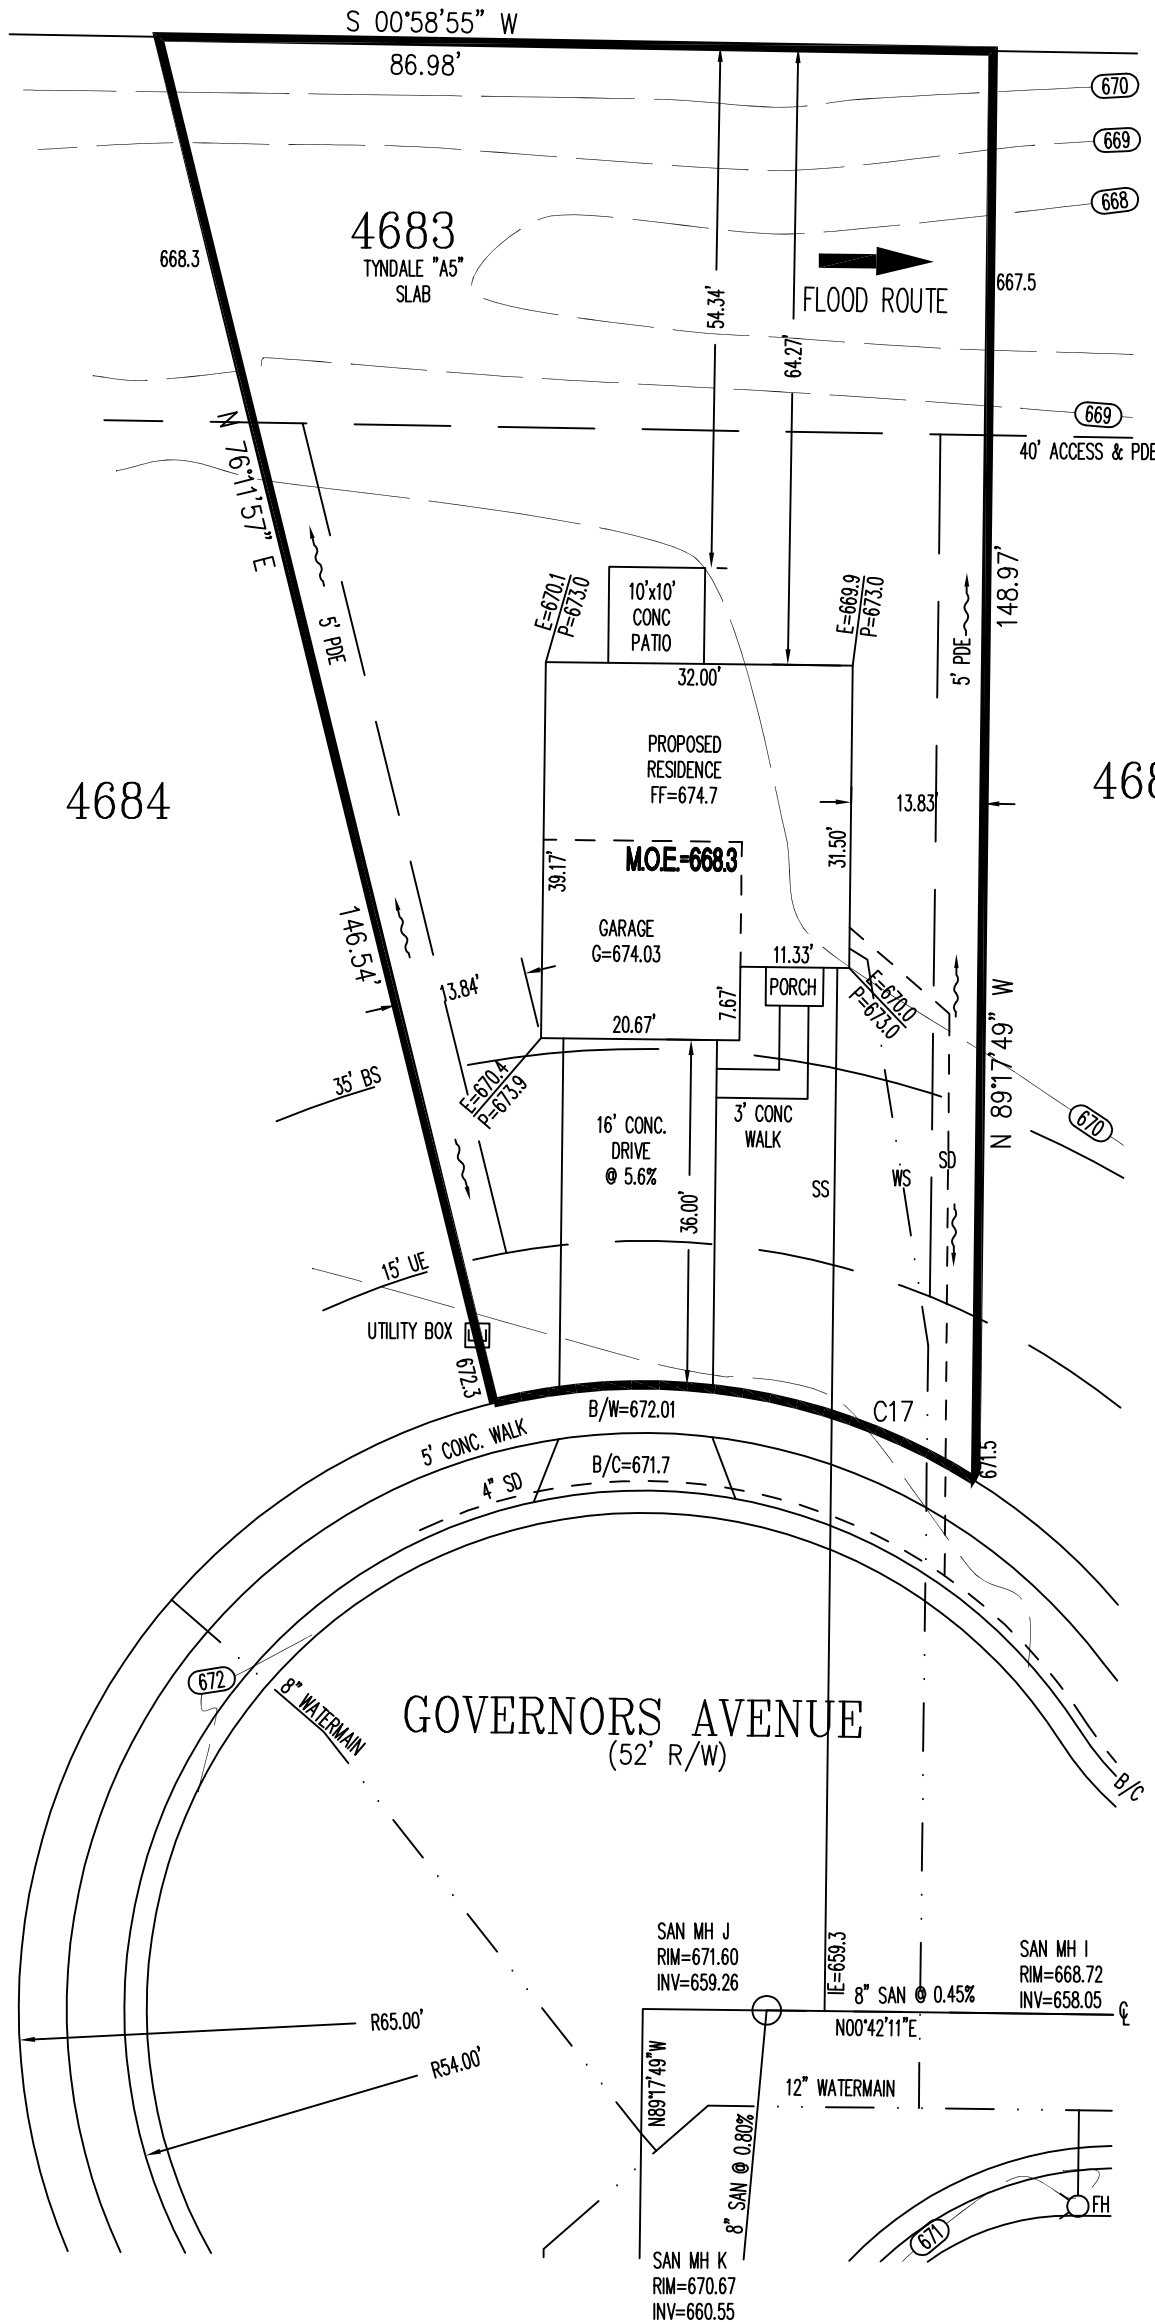 S 00°58'55" W
86.98'
670
669
668
4683
TYNDALE "A5"
SLAB
668.3
667.5
FLOOD ROUTE
54.34'
64.27'
669
40' ACCESS & PDE
N 76°11'57" E
148.97'
5' PDE
5' PDE
10'x10'
CONC
PATIO
E=670.1
P=673.0
E=669.9
P=673.0
32.00'
PROPOSED
RESIDENCE
FF=674.7
4684
13.83'
31.50'
39.17'
M.O.E.=668.3
GARAGE
G=674.03
146.54'
13.84'
11.33'
PORCH
7.67'
20.67'
E=670.0
P=673.0
N 89°17'49" W
E=670.4
P=673.9
35' BS
670
16' CONC.
DRIVE
@ 5.6%
3' CONC
WALK
36.00'
SS
WS
SD
15' UE
UTILITY BOX
672.3
B/W=672.01
C17
671.5
5' CONC. WALK
B/C=671.7
4" SD
672
8" WATERMAIN
GOVERNORS AVENUE
(52' R/W)
B/C
SAN MH J
RIM=671.60
INV=659.26
IE=659.3
8" SAN @ 0.45%
SAN MH I
RIM=668.72
INV=658.05
N00°42'11"E
R65.00'
R54.00'
N89°17'49"W
12" WATERMAIN
8" SAN @ 0.80%
FH
671
SAN MH K
RIM=670.67
INV=660.55